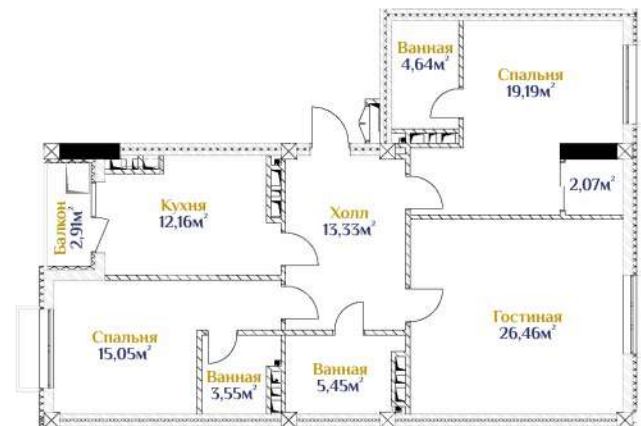 Ванная
4,64м²
Спальня
19,19м²
2,07м²
Кухня
12,16м²
Холл
13,33м²
Балкон
2,91м²
Гостиная
26,46м²
Спальня
15,05м²
Ванная
3,55м²
Ванная
5,45м²